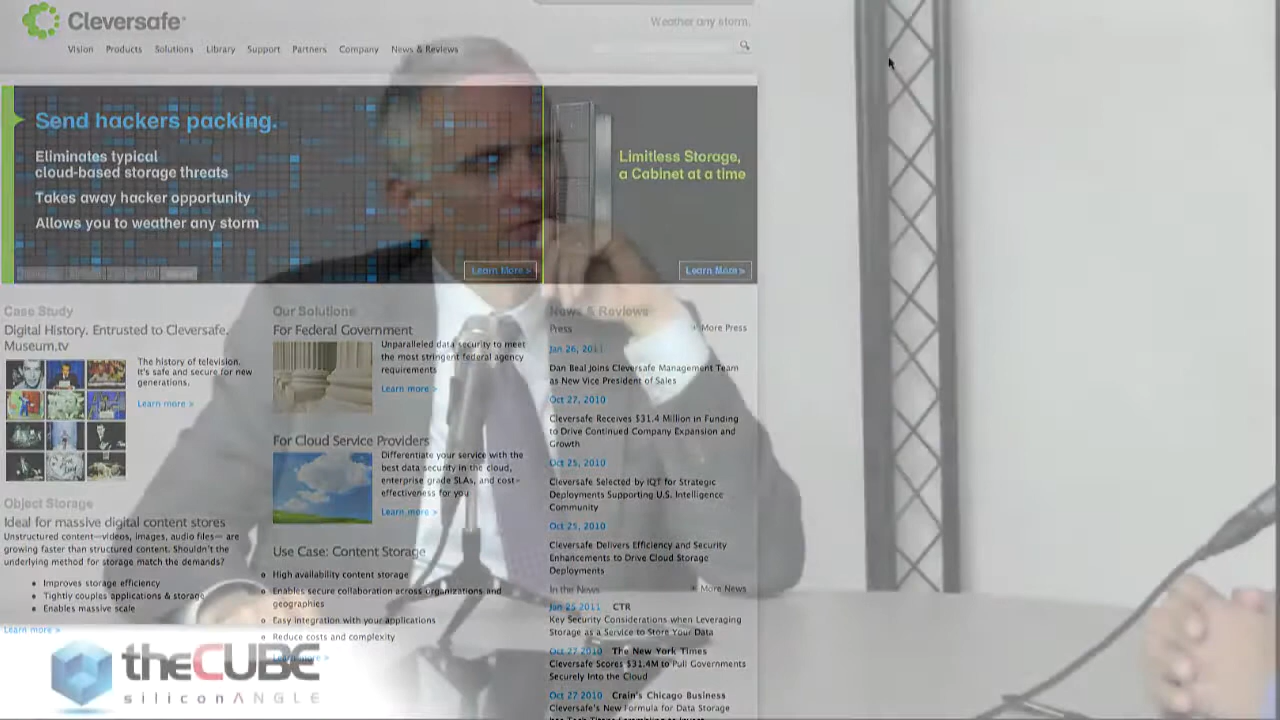 Cleversafe
Weather any storm.
Vision Products Solutions Library Support Partners Company News & Reviews
Send hackers packing.
Eliminates typical
cloud-based storage threats
Takes away hacker opportunity
Allows you to weather any storm
Learn More >
Limitless Storage,
a Cabinet at a time
Learn More >
Case Study
Digital History. Entrusted to Cleversafe.
Museum.tv
The history of television.
It's safe and secure for new
generations.
Learn more >
Object Storage
Ideal for massive digital content stores
Unstructured content—videos, images, audio files— are
growing faster than structured content. Shouldn't the
underlying method for storage match the demands?
Improves storage efficiency
Tightly couples applications & storage
Enables massive scale
Learn more >
Our Solutions
For Federal Government
Unparalleled data security to meet
the most stringent federal agency
requirements
Learn more >
For Cloud Service Providers
Differentiate your service with the
best data security in the cloud,
enterprise grade SLAs, and cost-
effectiveness for you
Learn more >
Use Case: Content Storage
High availability content storage
Enables secure collaboration across organizations and
geographies
Easy integration with your applications
Reduce costs and complexity
Learn more >
News & Reviews
Press
» More Press
Jan 26, 2011
Dan Beal Joins Cleversafe Management Team
as New Vice President of Sales
Oct 27, 2010
Cleversafe Receives $31.4 Million in Funding
to Drive Continued Company Expansion and
Growth
Oct 25, 2010
Cleversafe Selected by IQT for Strategic
Deployments Supporting U.S. Intelligence
Community
Oct 25, 2010
Cleversafe Delivers Efficiency and Security
Enhancements to Drive Cloud Storage
Deployments
In the News
» More News
Jan 25 2011 CTR
Key Security Considerations when Leveraging
Storage as a Service to Store Your Data
Oct 27 2010 The New York Times
Cleversafe Scores $31.4M to Pull Governments
Securely Into the Cloud
Oct 27 2010 Crain's Chicago Business
Cleversafe's New Formula for Data Storage
theCUBE
siliconANGLE